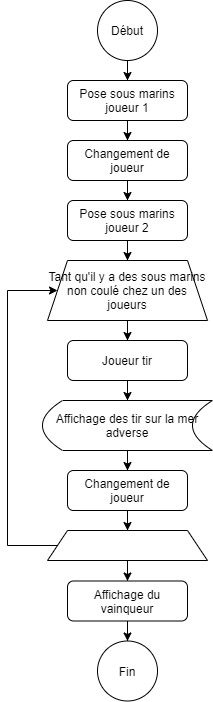 Début
Pose sous marins
joueur 1
Changement de
joueur
Pose sous marins
joueur 2
Tant qu'il y a des sous marins
non coulé chez un des
joueurs
Joueur tir
Affichage des tir sur la mer
adverse
Changement de
joueur
Affichage du
vainqueur
Fin